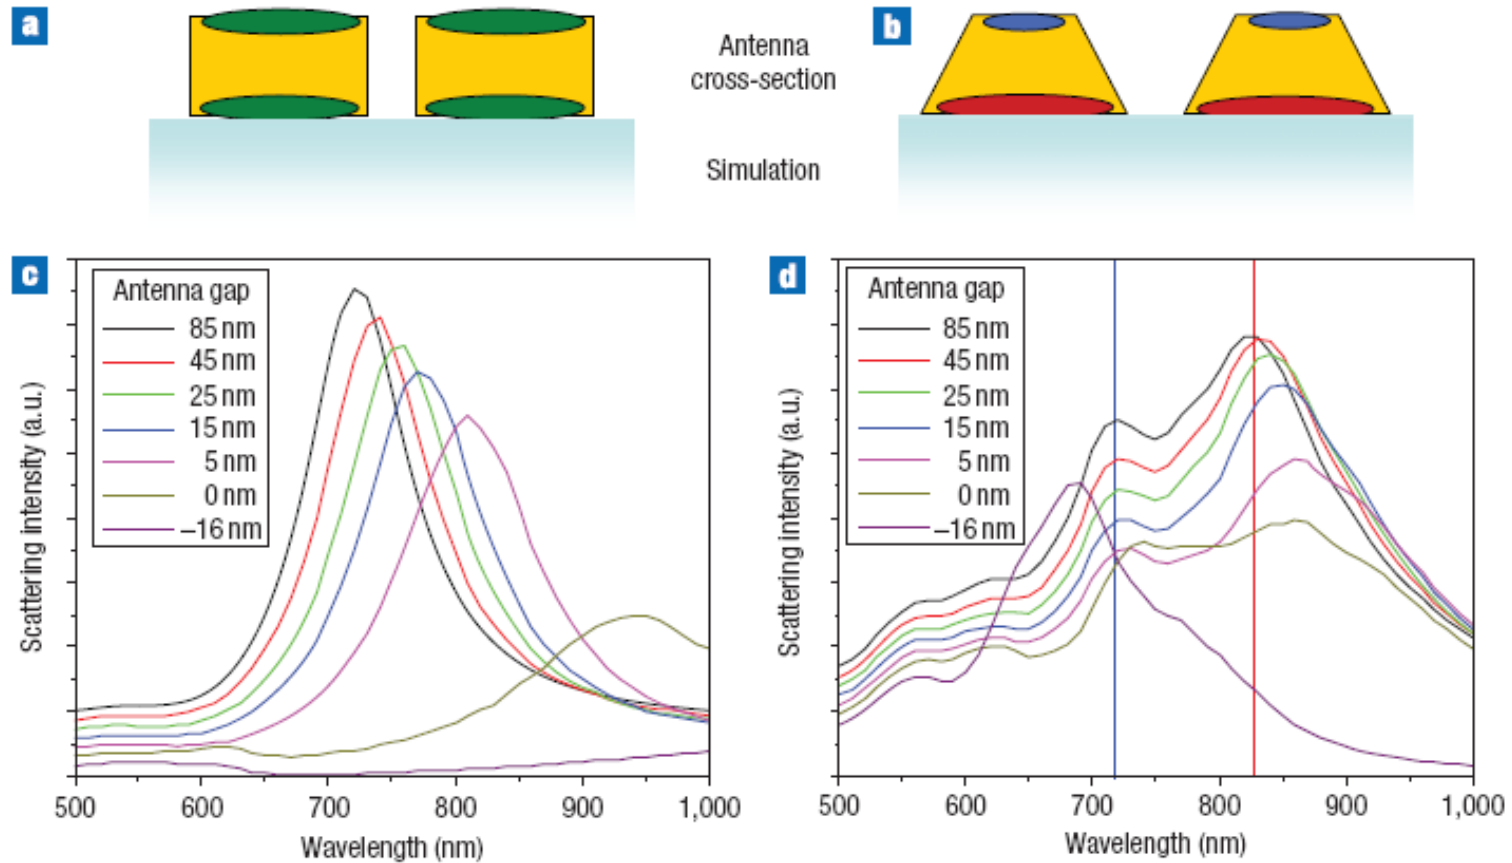 a
b
Antenna
cross-section
Simulation
c
Antenna gap
85 nm
45 nm
25 nm
15 nm
5 nm
0 nm
–16 nm
Scattering intensity (a.u.)
500 600 700 800 900 1,000
Wavelength (nm)
d
Antenna gap
85 nm
45 nm
25 nm
15 nm
5 nm
0 nm
–16 nm
Scattering intensity (a.u.)
500 600 700 800 900 1,000
Wavelength (nm)